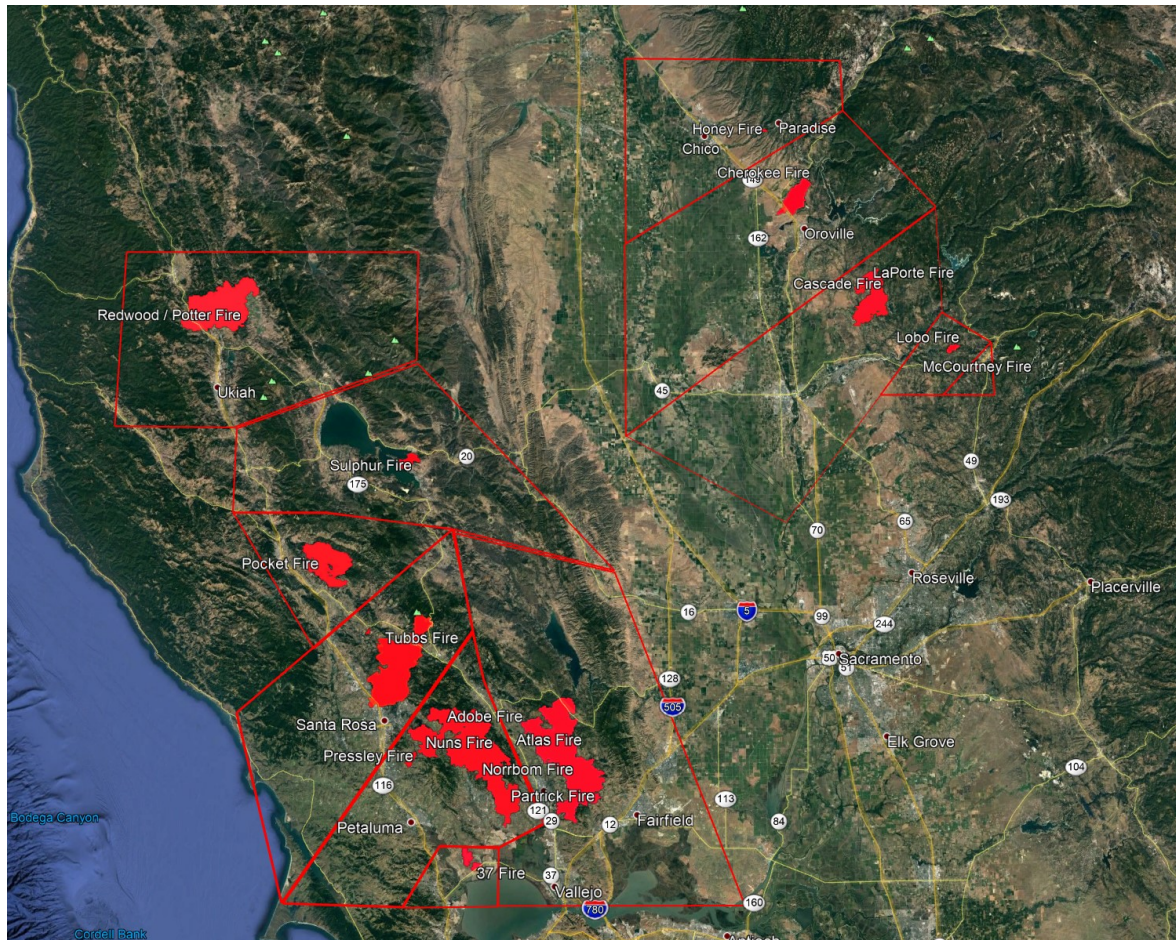 Honey Fire
Paradise
Chico
Cherokee Fire
149
Oroville
162
LaPorte Fire
Cascade Fire
Redwood / Potter Fire
Lobo Fire
McCourtney Fire
Ukiah
45
Sulphur Fire
20
49
175
193
70
65
Pocket Fire
Roseville
Placerville
16
5
99
244
Tubbs Fire
50
Sacramento
51
128
505
Adobe Fire
Santa Rosa
Nuns Fire
Atlas Fire
Elk Grove
Pressley Fire
Norrbom Fire
104
116
Partrick Fire
113
121
Bodega Canyon
Petaluma
29
12
Fairfield
84
37 Fire
37
Vallejo
160
780
Cordell Bank
Antioch